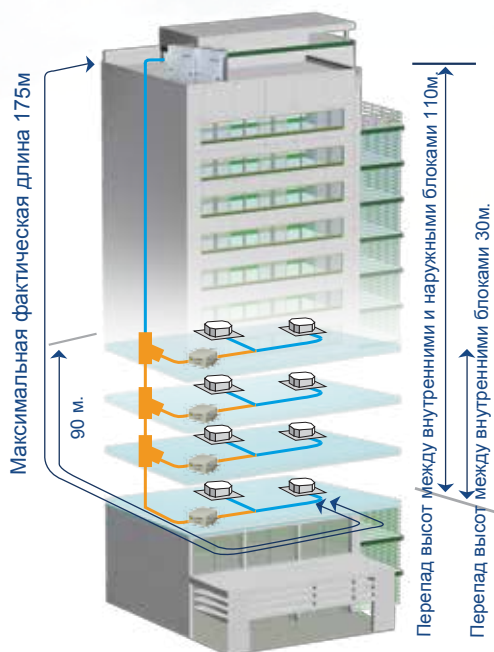 Максимальная фактическая длина 175м
90 м.
Перепад высот между внутренними и наружными блоками 110м.
Перепад высот между внутренними блоками 30м.